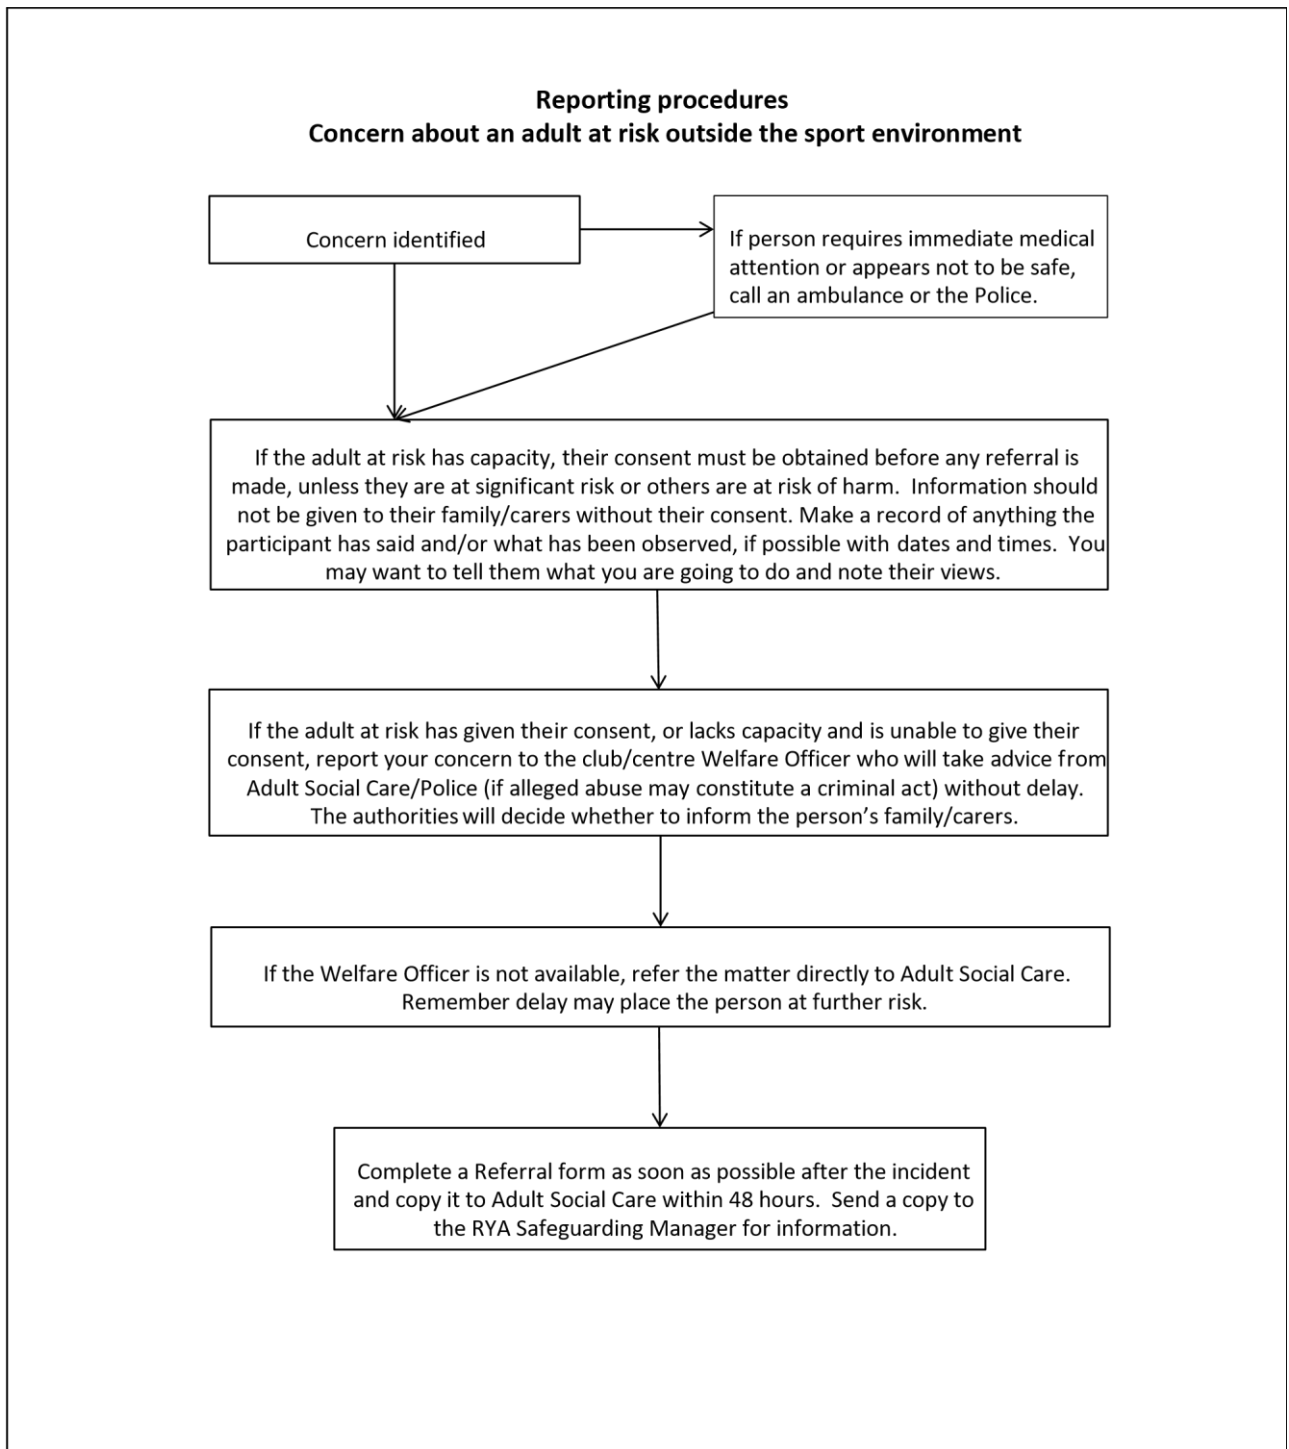 Reporting procedures
Concern about an adult at risk outside the sport environment
Concern identified
If person requires immediate medical
attention or appears not to be safe,
call an ambulance or the Police.
If the adult at risk has capacity, their consent must be obtained before any referral is
made, unless they are at significant risk or others are at risk of harm.  Information should
not be given to their family/carers without their consent. Make a record of anything the
participant has said and/or what has been observed, if possible with dates and times.  You
may want to tell them what you are going to do and note their views.
If the adult at risk has given their consent, or lacks capacity and is unable to give their
consent, report your concern to the club/centre Welfare Officer who will take advice from
Adult Social Care/Police (if alleged abuse may constitute a criminal act) without delay.
The authorities will decide whether to inform the person’s family/carers.
If the Welfare Officer is not available, refer the matter directly to Adult Social Care.
Remember delay may place the person at further risk.
Complete a Referral form as soon as possible after the incident
and copy it to Adult Social Care within 48 hours.  Send a copy to
the RYA Safeguarding Manager for information.